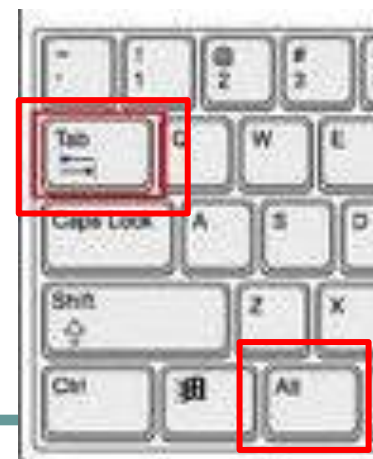 ~ ! @ #
` 1 2 3
Tab Q W E
Caps Lock A S D
Shift Z X
Ctrl Alt